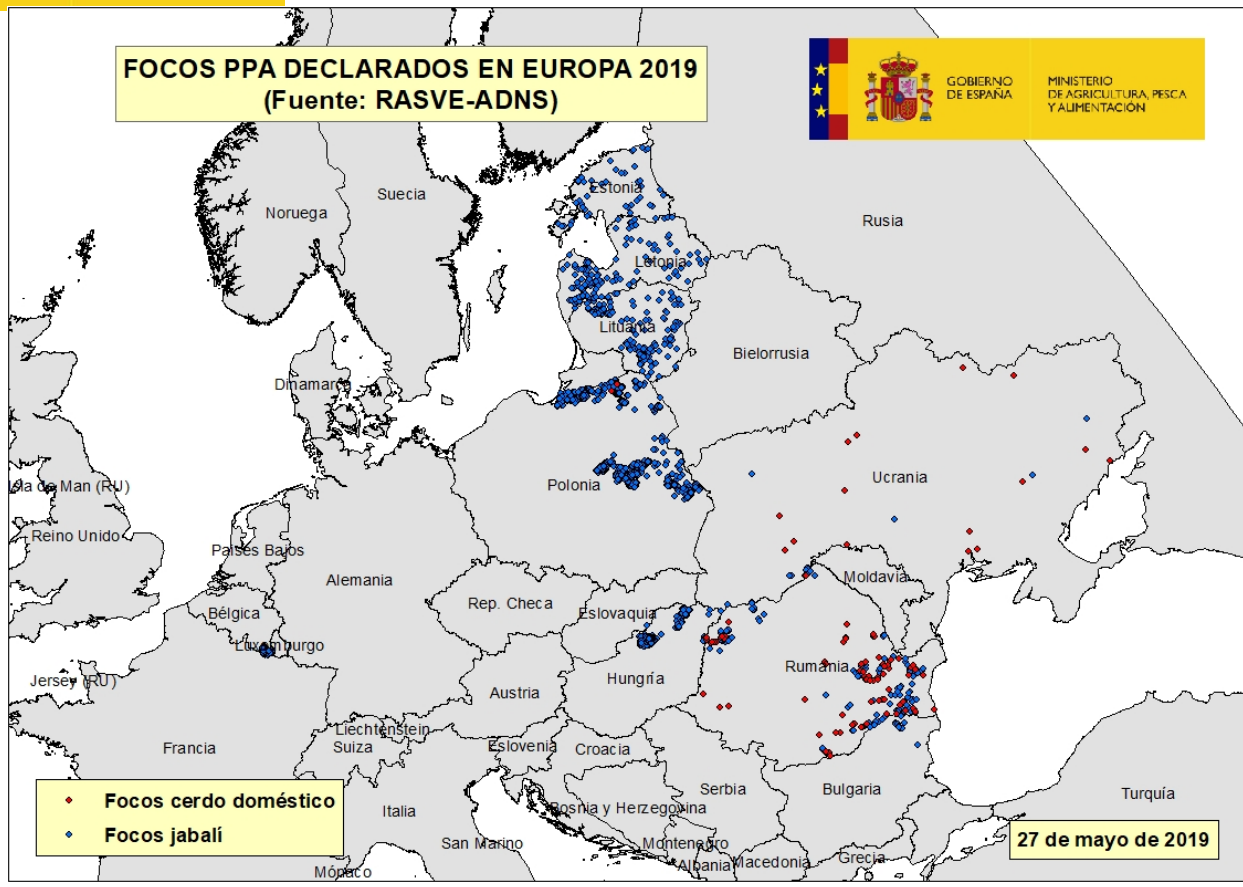 FOCOS PPA DECLARADOS EN EUROPA 2019
(Fuente: RASVE-ADNS)
GOBIERNO
DE ESPAÑA
MINISTERIO
DE AGRICULTURA, PESCA
Y ALIMENTACIÓN
Estonia
Suecia
Noruega
Rusia
Letonia
Lituania
Bielorrusia
Dinamarca
Ucrania
Isla de Man (RU)
Polonia
Reino Unido
Países Bajos
Alemania
Moldavia
Rep. Checa
Bélgica
Eslovaquia
Luxemburgo
Rumanía
Jersey (RU)
Hungría
Austria
Liechtenstein
Francia
Suiza
Eslovenia
Croacia
Serbia
Bulgaria
Turquía
Bosnia y Herzegovina
Italia
San Marino
Montenegro
Albania
Macedonia
Grecia
Mónaco
Focos cerdo doméstico
Focos jabalí
27 de mayo de 2019